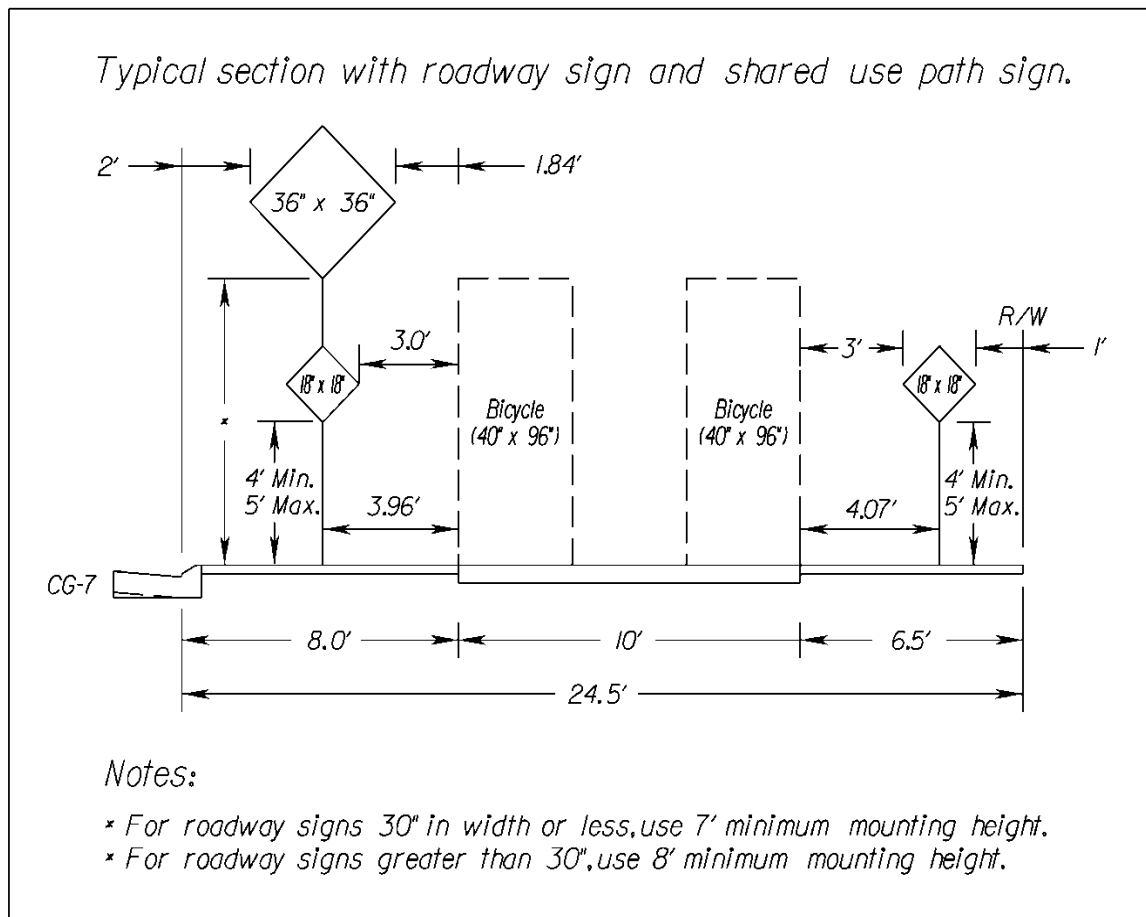 Typical section with roadway sign and shared use path sign.
2'
1.84'
36" x 36"
R/W
3.0'
3'
1'
18" x 18"
18" x 18"
Bicycle
(40" x 96")
Bicycle
(40" x 96")
*
4' Min.
5' Max.
4' Min.
5' Max.
3.96'
4.07'
CG-7
8.0'
10'
6.5'
24.5'
Notes:
* For roadway signs 30" in width or less, use 7' minimum mounting height.
* For roadway signs greater than 30", use 8' minimum mounting height.